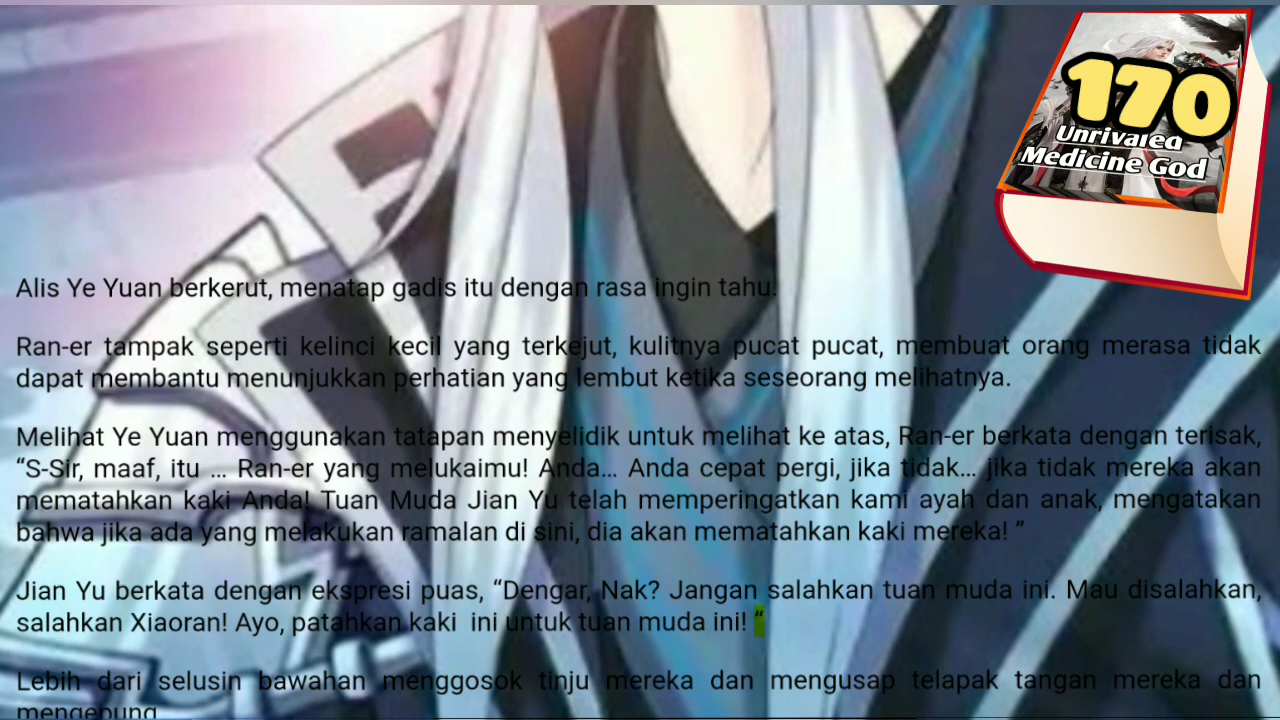 170
Unrivaled
Medicine God
Alis Ye Yuan berkerut, menatap gadis itu dengan rasa ingin tahu.
Ran-er tampak seperti kelinci kecil yang terkejut, kulitnya pucat pucat, membuat orang merasa tidak
dapat membantu menunjukkan perhatian yang lembut ketika seseorang melihatnya.
Melihat Ye Yuan menggunakan tatapan menyelidik untuk melihat ke atas, Ran-er berkata dengan terisak,
“S-Sir, maaf, itu … Ran-er yang melukaimu! Anda… Anda cepat pergi, jika tidak… jika tidak mereka akan
mematahkan kaki Anda! Tuan Muda Jian Yu telah memperingatkan kami ayah dan anak, mengatakan
bahwa jika ada yang melakukan ramalan di sini, dia akan mematahkan kaki mereka! ”
Jian Yu berkata dengan ekspresi puas, “Dengar, Nak? Jangan salahkan tuan muda ini. Mau disalahkan,
salahkan Xiaoran! Ayo, patahkan kaki  ini untuk tuan muda ini! “
Lebih dari selusin bawahan menggosok tinju mereka dan mengusap telapak tangan mereka dan
mengepung